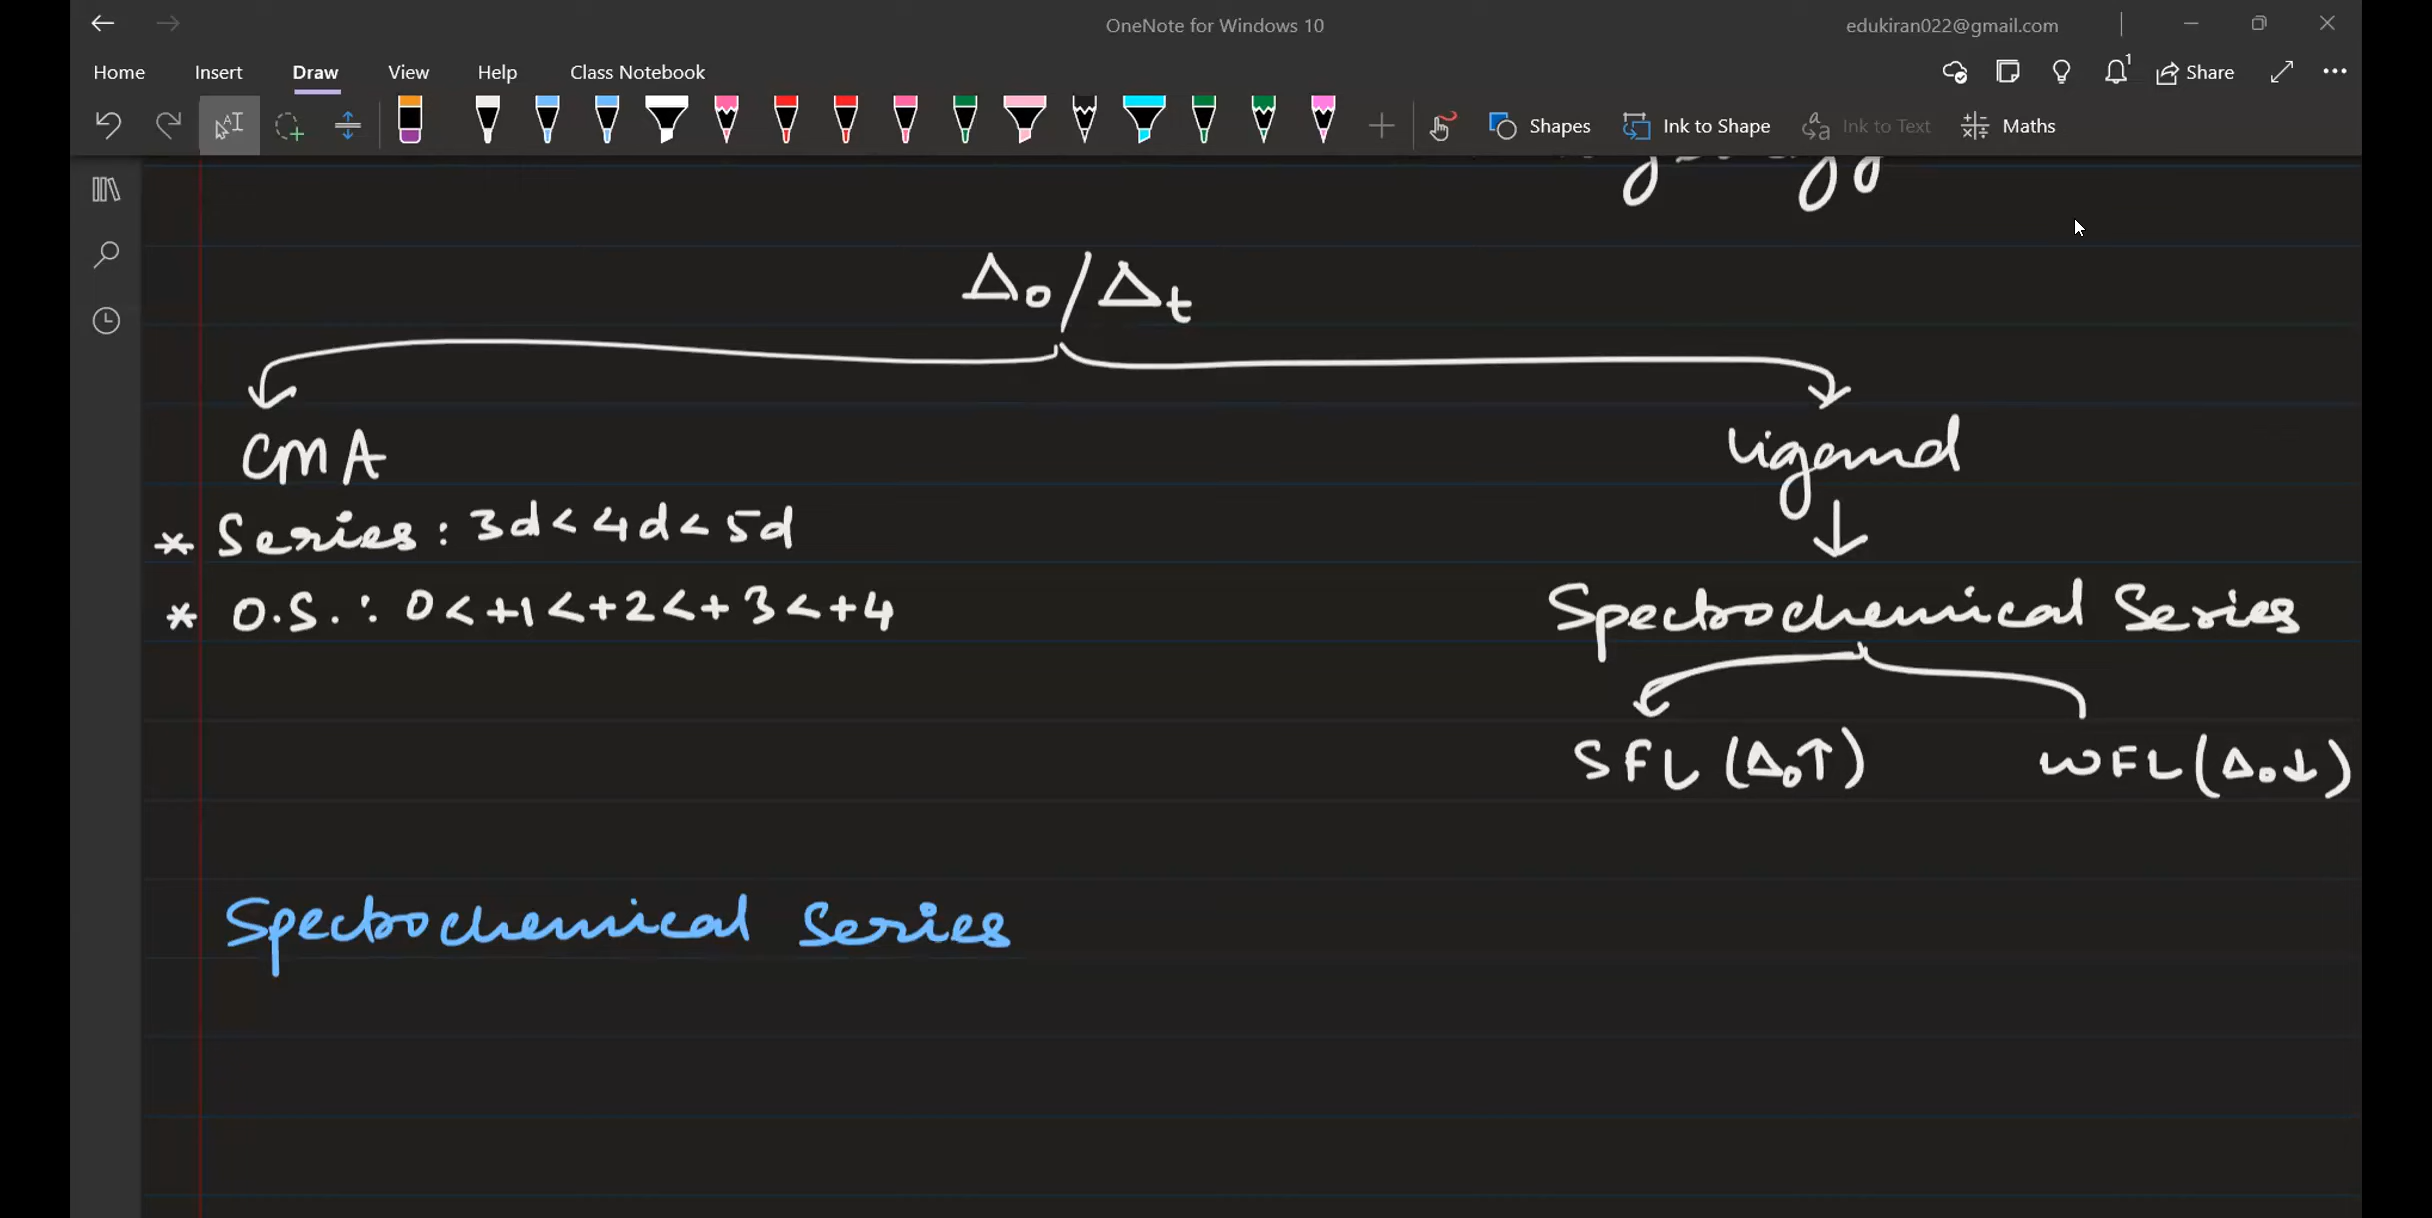 OneNote for Windows 10
edukiran022@gmail.com
Home Insert Draw View Help Class Notebook
1
Share
Shapes Ink to Shape Ink to Text Maths
Δo/Δt
CMA
Ligand
* Series: 3d<4d<5d
* O.S.: 0<+1<+2<+3<+4
Spectrochemical Series
SFL (Δo↑) WFL (Δo↓)
Spectrochemical Series